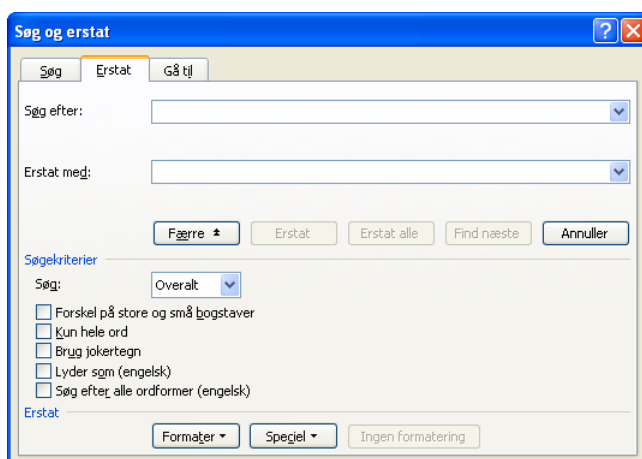 Søg og erstat
Søg Erstat Gå til
Søg efter:
Erstat med:
Færre Erstat Erstat alle Find næste Annuller
Søgekriterier
Søg: Overalt
Forskel på store og små bogstaver
Kun hele ord
Brug jokertegn
Lyder som (engelsk)
Søg efter alle ordformer (engelsk)
Erstat
Formater Speciel Ingen formatering